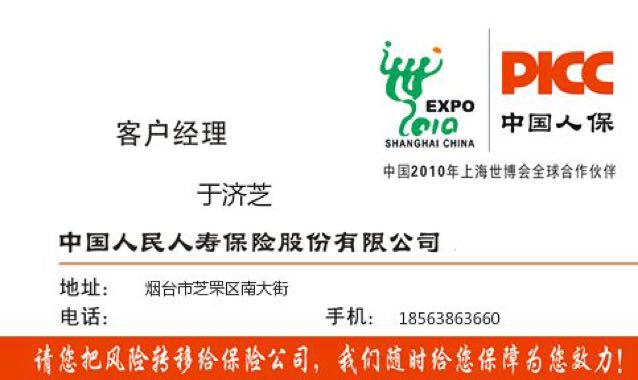 EXPO
2010
SHANGHAI CHINA
PICC
中国人保
中国2010年上海世博会全球合作伙伴
客户经理
于济芝
中国人民人寿保险股份有限公司
地址： 烟台市芝罘区南大街
电话： 手机： 18563863660
请您把风险转移给保险公司，我们随时给您保障为您效力！